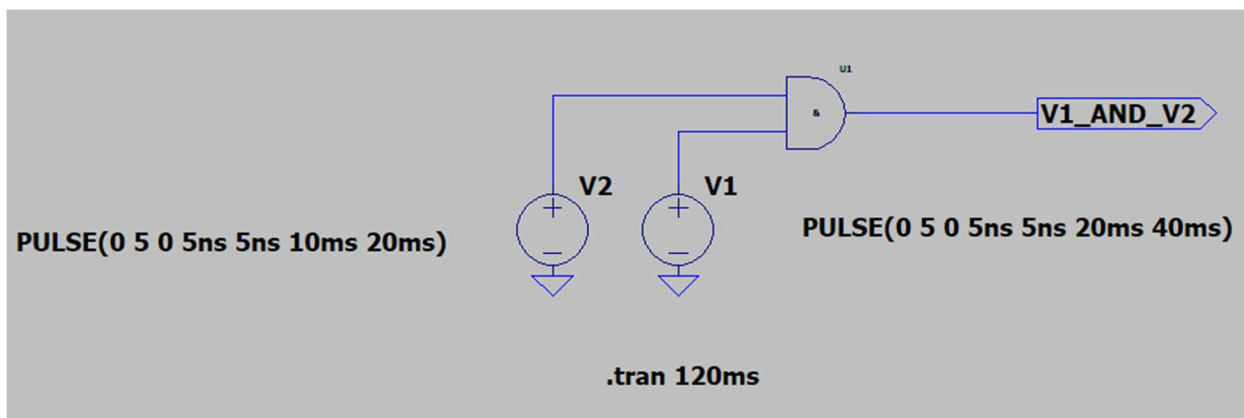 U1
&
V1_AND_V2
V2
V1
PULSE(0 5 0 5ns 5ns 10ms 20ms)
PULSE(0 5 0 5ns 5ns 20ms 40ms)
.tran 120ms